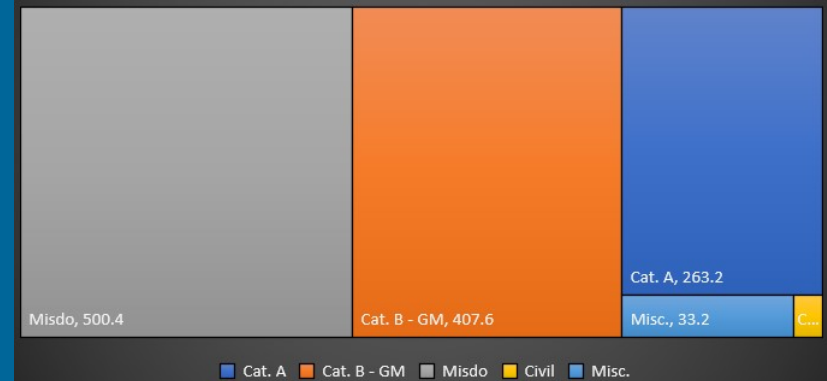 Misdo, 500.4
Cat. B - GM, 407.6
Cat. A, 263.2
Misc., 33.2
C...
Cat. A
Cat. B - GM
Misdo
Civil
Misc.